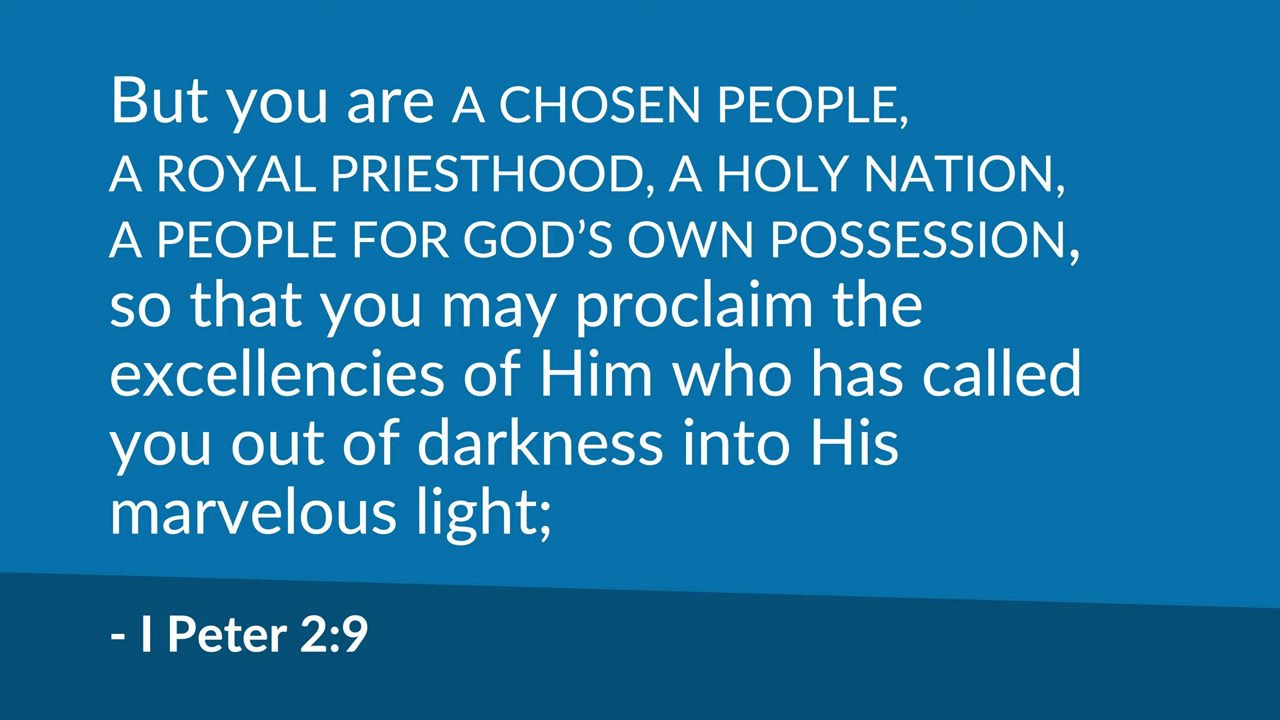 But you are A CHOSEN PEOPLE,
A ROYAL PRIESTHOOD, A HOLY NATION,
A PEOPLE FOR GOD’S OWN POSSESSION,
so that you may proclaim the
excellencies of Him who has called
you out of darkness into His
marvelous light;
- I Peter 2:9